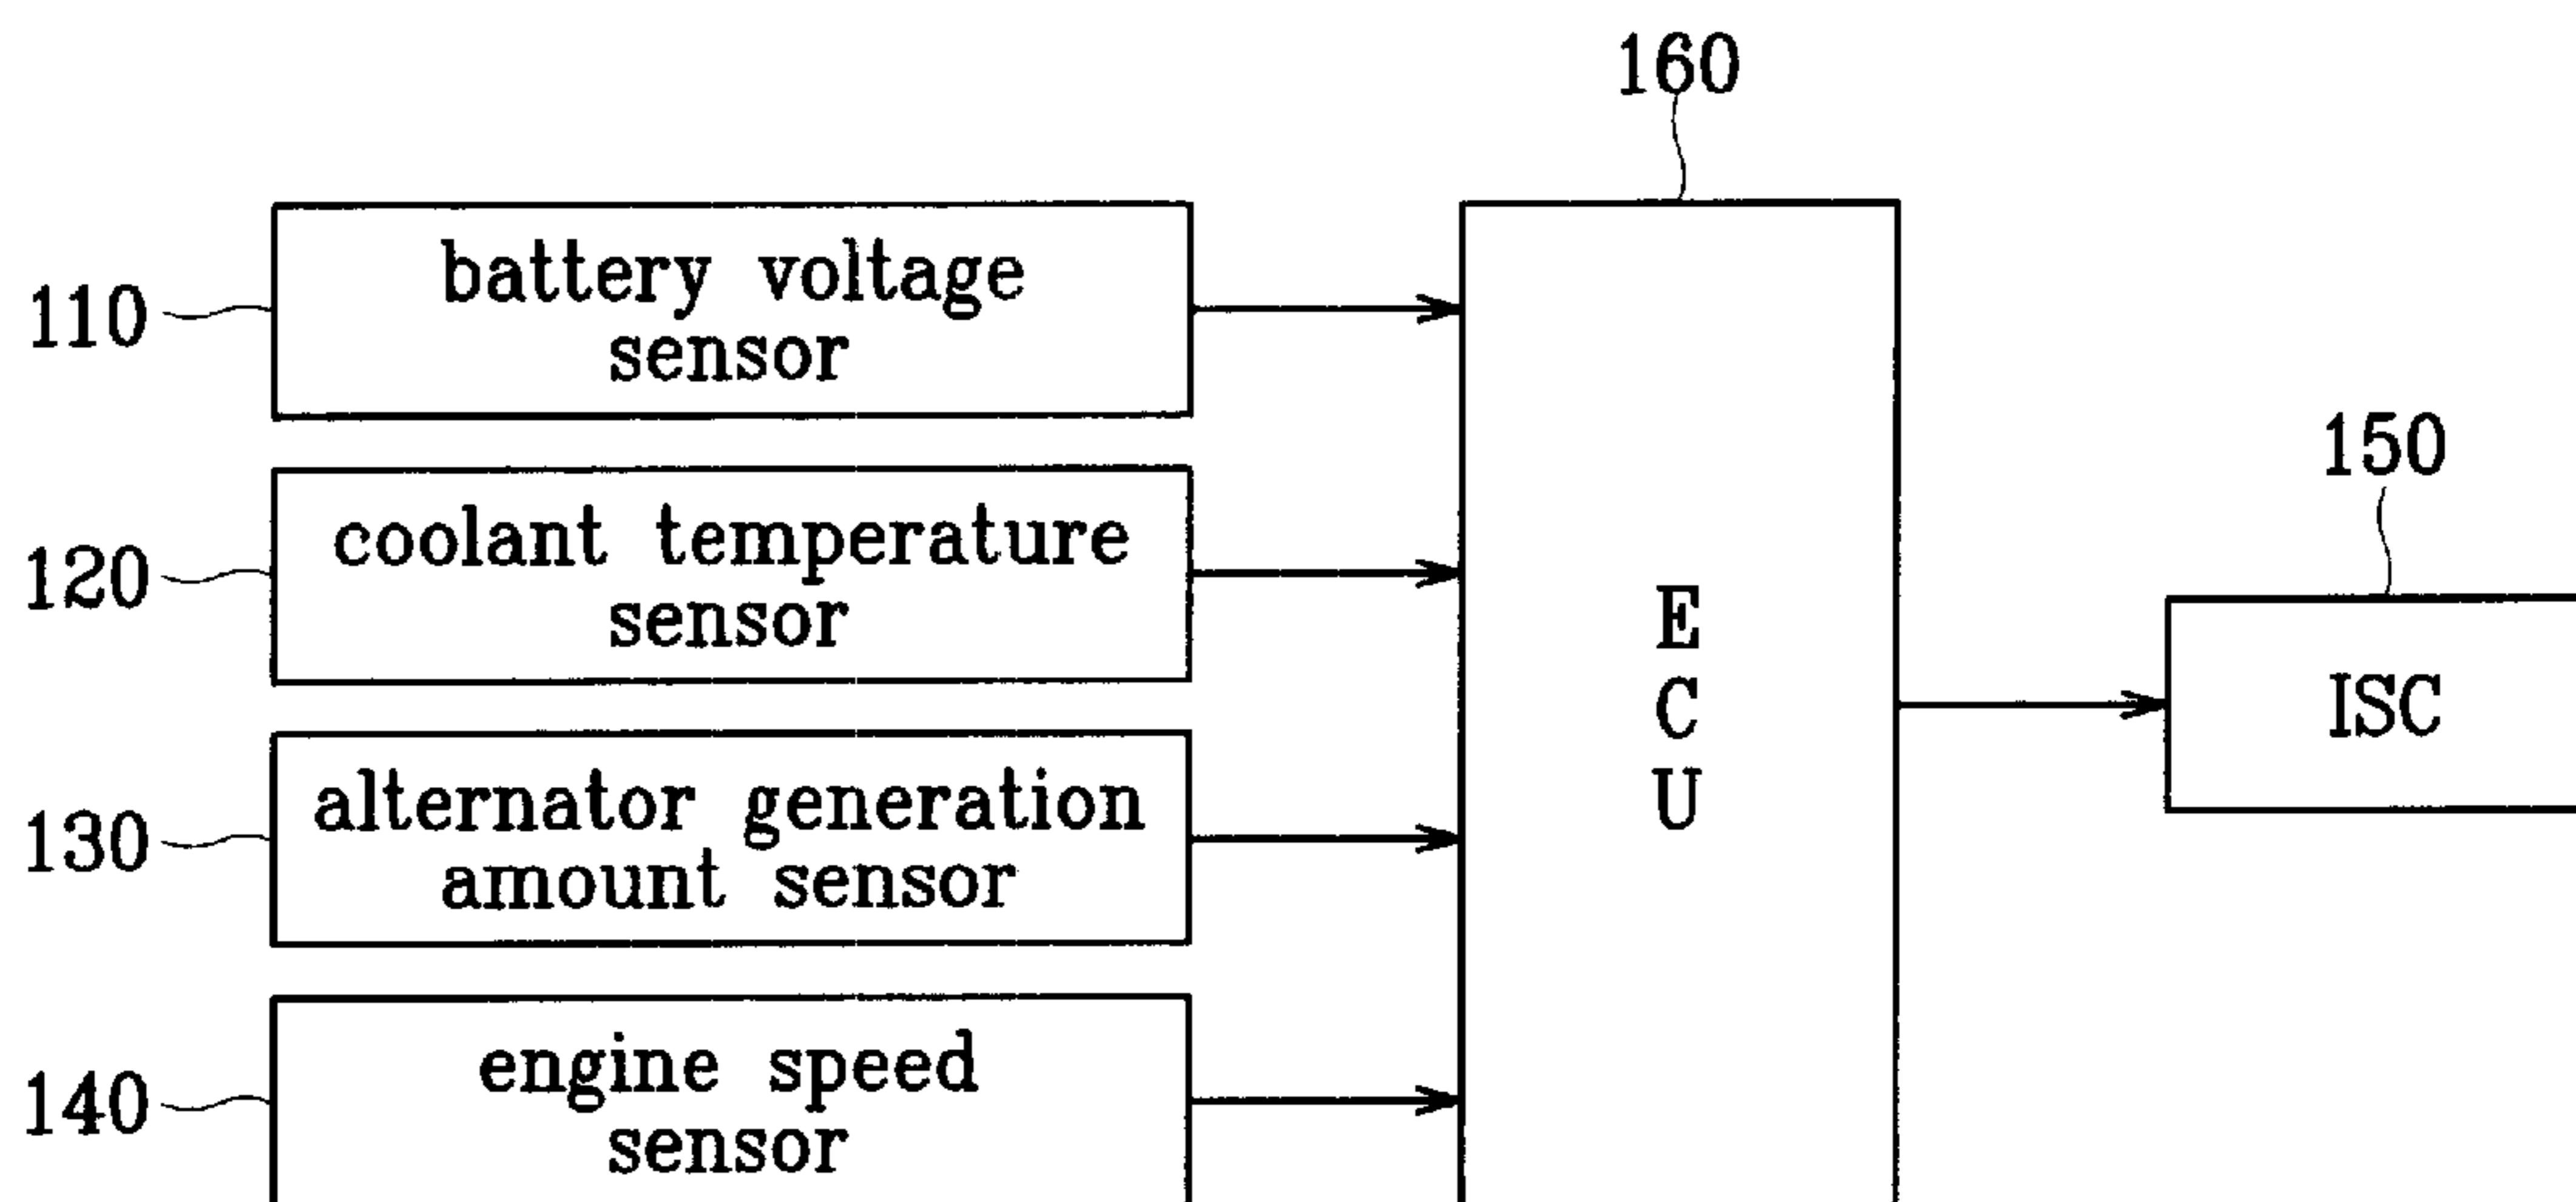 160
110
battery voltage
sensor
150
120
coolant temperature
sensor
E
C
U
ISC
130
alternator generation
amount sensor
140
engine speed
sensor